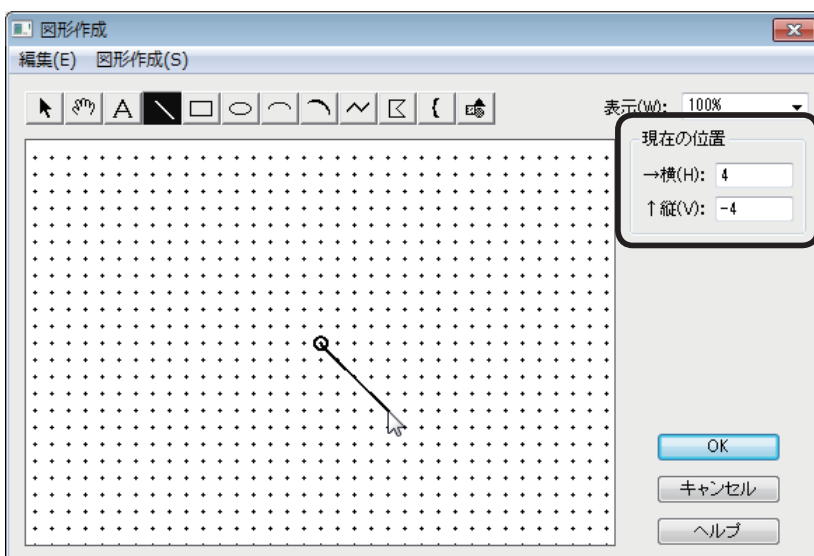 図形作成
編集(E) 図形作成(S)
A
表示(W): 100%
現在の位置
→横(H): 4
↑縦(V): -4
OK
キャンセル
ヘルプ